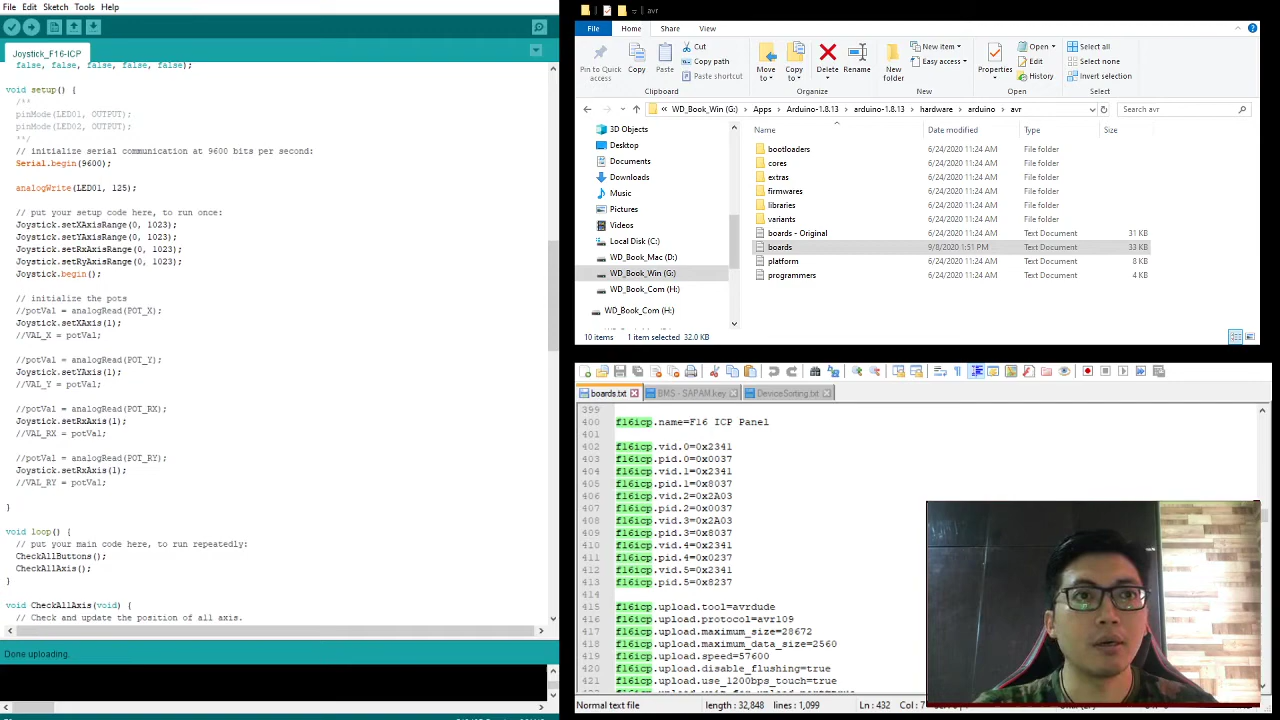 File Edit Sketch Tools Help
Joystick_F16-ICP
false, false, false, false, false);
void setup() {
/**
pinMode(LED01, OUTPUT);
pinMode(LED02, OUTPUT);
**/
// initialize serial communication at 9600 bits per second:
Serial.begin(9600);
analogWrite(LED01, 125);
// put your setup code here, to run once:
Joystick.setXAxisRange(0, 1023);
Joystick.setYAxisRange(0, 1023);
Joystick.setRxAxisRange(0, 1023);
Joystick.setRyAxisRange(0, 1023);
Joystick.begin();
// initialize the pots
//potVal = analogRead(POT_X);
Joystick.setXAxis(1);
//VAL_X = potVal;
//potVal = analogRead(POT_Y);
Joystick.setYAxis(1);
//VAL_Y = potVal;
//potVal = analogRead(POT_RX);
Joystick.setRxAxis(1);
//VAL_RX = potVal;
//potVal = analogRead(POT_RY);
Joystick.setRxAxis(1);
//VAL_RY = potVal;
}
void loop() {
// put your main code here, to run repeatedly:
CheckAllButtons();
CheckAllAxis();
}
void CheckAllAxis(void) {
// Check and update the position of all axis.
Done uploading.
avr
File Home Share View
Pin to Quick access
Copy
Paste
Cut
Copy path
Paste shortcut
Clipboard
Move to
Copy to
Delete
Rename
Organize
New folder
New item
Easy access
New
Properties
Open
Edit
History
Open
Select all
Select none
Invert selection
Select
« WD_Book_Win (G:) > Apps > Arduino-1.8.13 > arduino-1.8.13 > hardware > arduino > avr
Search avr
3D Objects
Desktop
Documents
Downloads
Music
Pictures
Videos
Local Disk (C:)
WD_Book_Mac (D:)
WD_Book_Win (G:)
WD_Book_Com (H:)
WD_Book_Com (H:)
Name Date modified Type Size
bootloaders 6/24/2020 11:24 AM File folder
cores 6/24/2020 11:24 AM File folder
extras 6/24/2020 11:24 AM File folder
firmwares 6/24/2020 11:24 AM File folder
libraries 6/24/2020 11:24 AM File folder
variants 6/24/2020 11:24 AM File folder
boards - Original 6/24/2020 11:24 AM Text Document 31 KB
boards 9/8/2020 1:51 PM Text Document 33 KB
platform 6/24/2020 11:24 AM Text Document 8 KB
programmers 6/24/2020 11:24 AM Text Document 4 KB
10 items 1 item selected 32.0 KB
boards.txt BMS - SAPAM.key DeviceSorting.txt
399
400 f16icp.name=F16 ICP Panel
401
402 f16icp.vid.0=0x2341
403 f16icp.pid.0=0x0037
404 f16icp.vid.1=0x2341
405 f16icp.pid.1=0x8037
406 f16icp.vid.2=0x2A03
407 f16icp.pid.2=0x0037
408 f16icp.vid.3=0x2A03
409 f16icp.pid.3=0x8037
410 f16icp.vid.4=0x2341
411 f16icp.pid.4=0x0237
412 f16icp.vid.5=0x2341
413 f16icp.pid.5=0x8237
414
415 f16icp.upload.tool=avrdude
416 f16icp.upload.protocol=avr109
417 f16icp.upload.maximum_size=28672
418 f16icp.upload.maximum_data_size=2560
419 f16icp.upload.speed=57600
420 f16icp.upload.disable_flushing=true
421 f16icp.upload.use_1200bps_touch=true
Normal text file length : 32,848 lines : 1,099 Ln : 432 Col : 7